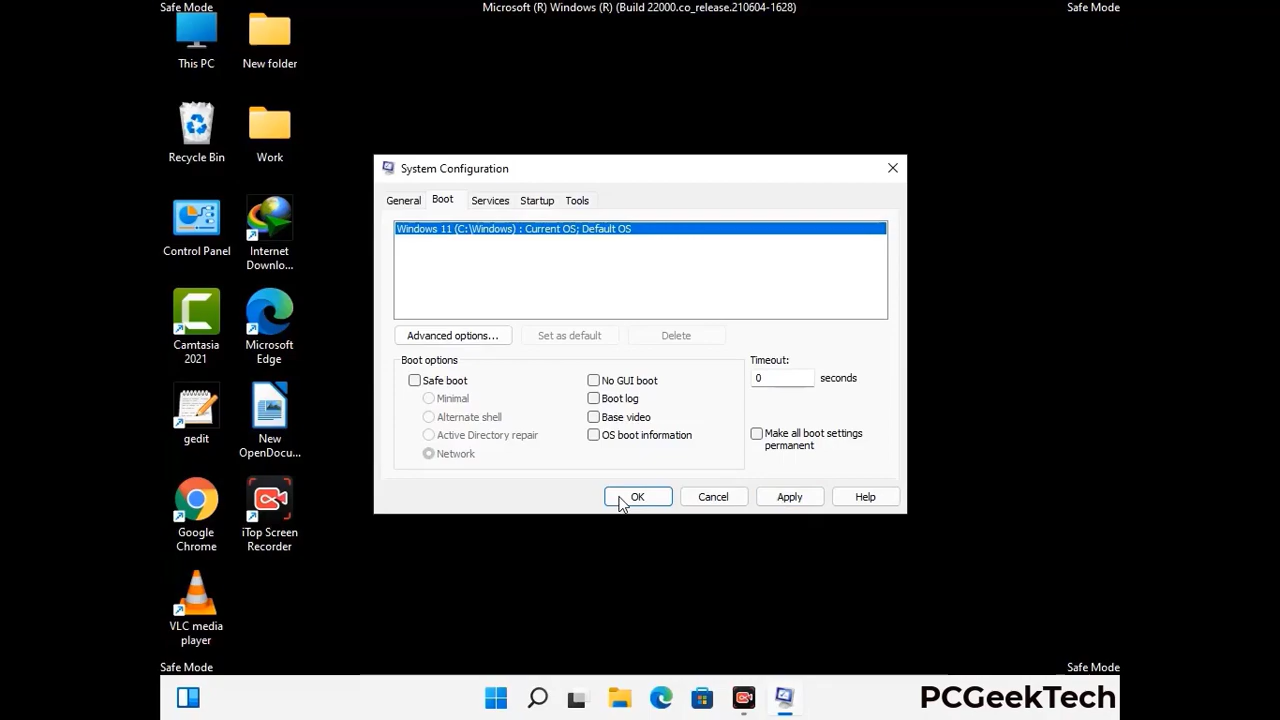 Safe Mode
Microsoft (R) Windows (R) (Build 22000.co_release.210604-1628)
Safe Mode
This PC
New folder
Recycle Bin
Work
Control Panel
Internet
Downlo...
Camtasia
2021
Microsoft
Edge
gedit
New
OpenDocu...
Google
Chrome
iTop Screen
Recorder
VLC media
player
System Configuration
General
Boot
Services
Startup
Tools
Windows 11 (C:\Windows) : Current OS; Default OS
Advanced options...
Set as default
Delete
Boot options
Safe boot
Minimal
Alternate shell
Active Directory repair
Network
No GUI boot
Boot log
Base video
OS boot information
Timeout:
0 seconds
Make all boot settings
permanent
OK
Cancel
Apply
Help
Safe Mode
Safe Mode
PCGeekTech